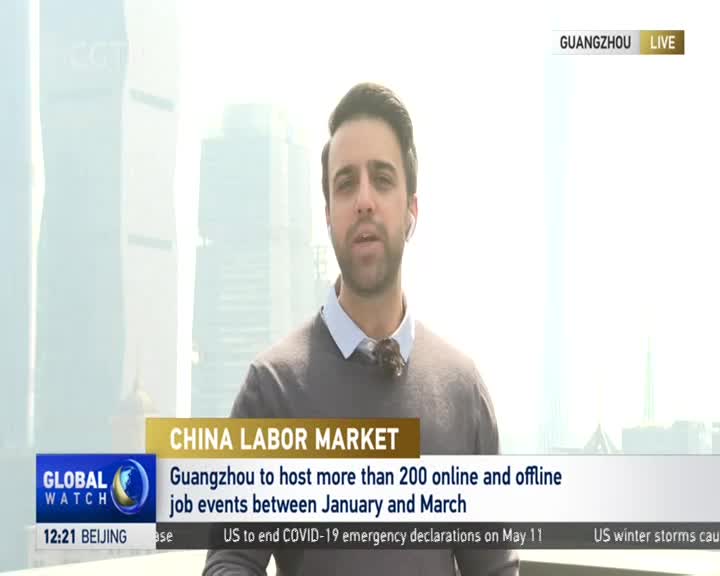 CGTN
GUANGZHOU LIVE
CHINA LABOR MARKET
GLOBAL
WATCH
Guangzhou to host more than 200 online and offline
job events between January and March
12:21 BEIJING
US to end COVID-19 emergency declarations on May 11 US winter storms